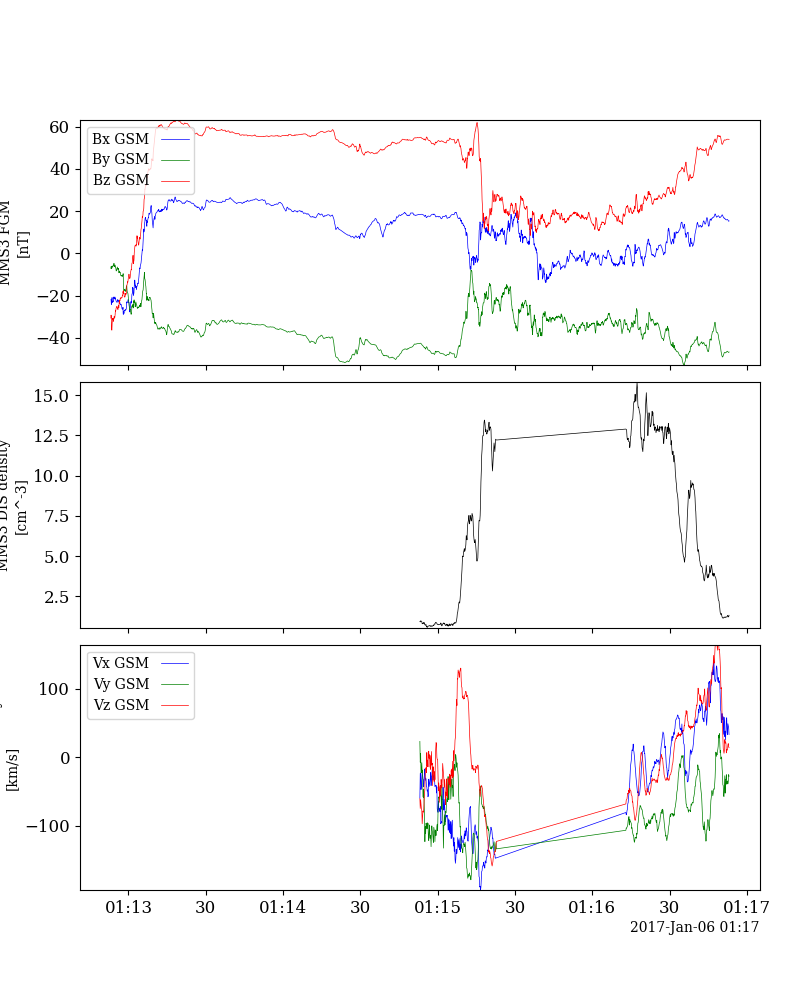 60
40
20
0
−20
−40
MMS3 FGM
[nT]
Bx GSM
By GSM
Bz GSM
15.0
12.5
10.0
7.5
5.0
2.5
MMS3 DIS density
[cm^-3]
100
0
−100
[km/s]
Vx GSM
Vy GSM
Vz GSM
01:13
30
01:14
30
01:15
30
01:16
30
01:17
2017-Jan-06 01:17